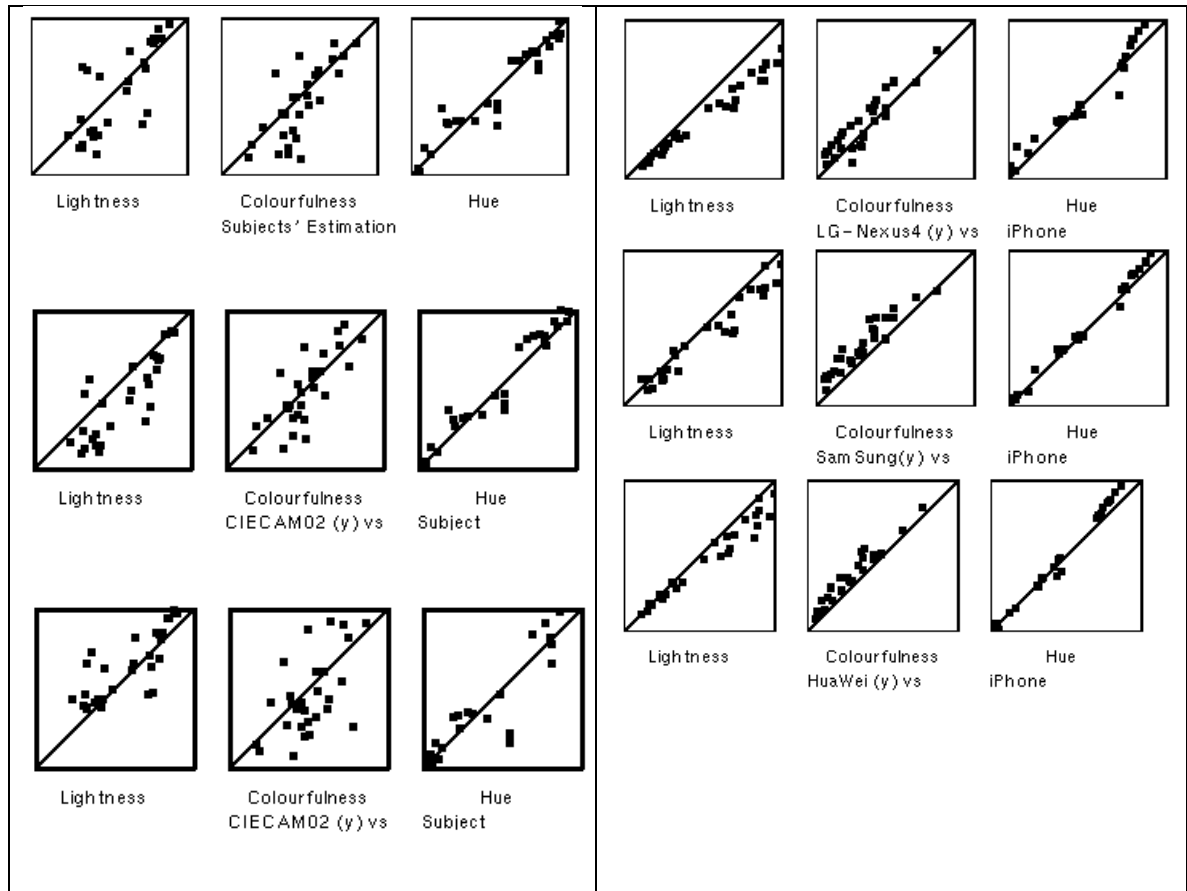 Lightness Colourfulness Hue
Subjects' Estimation
Lightness Colourfulness Hue
CIECAM02 (y) vs Subject
Lightness Colourfulness Hue
CIECAM02 (y) vs Subject
Lightness Colourfulness Hue
LG-Nexus4 (y) vs iPhone
Lightness Colourfulness Hue
SamSung(y) vs iPhone
Lightness Colourfulness Hue
HuaWei (y) vs iPhone